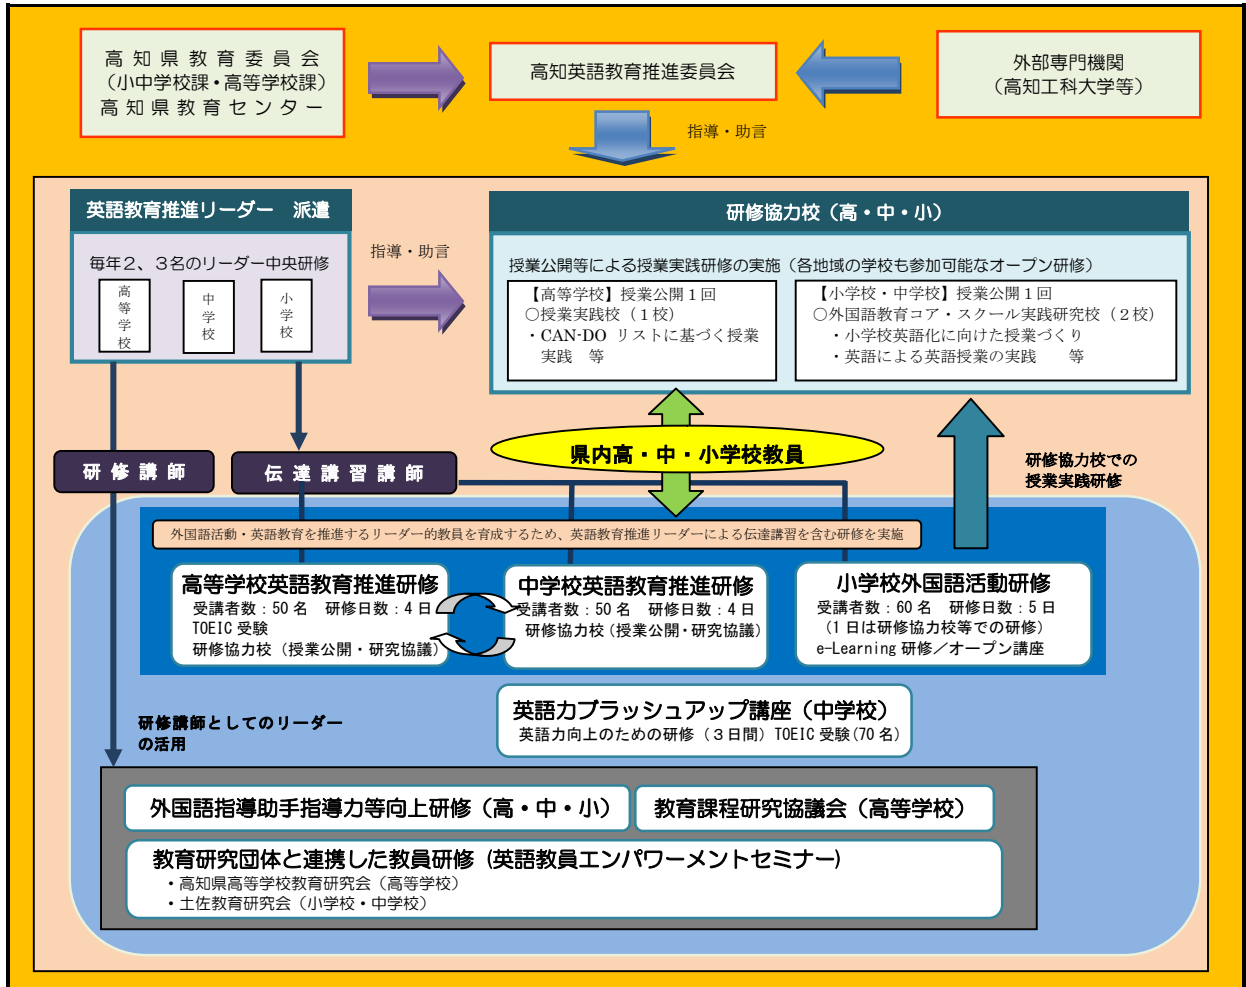 高知県教育委員会
（小中学校課・高等学校課）
高知県教育センター
高知英語教育推進委員会
外部専門機関
（高知工科大学等）
指導・助言
英語教育推進リーダー　派遣
毎年２、３名のリーダー中央研修
高等学校
中学校
小学校
指導・助言
研修協力校（高・中・小）
授業公開等による授業実践研修の実施（各地域の学校も参加可能なオープン研修）
【高等学校】授業公開１回
○授業実践校（１校）
・CAN-DO リストに基づく授業
実践　等
【小学校・中学校】授業公開１回
○外国語教育コア・スクール実践研究校（２校）
・小学校英語化に向けた授業づくり
・英語による英語授業の実践　　等
県内高・中・小学校教員
研修講師
伝達講習講師
研修協力校での
授業実践研修
外国語活動・英語教育を推進するリーダー的教員を育成するため、英語教育推進リーダーによる伝達講習を含む研修を実施
高等学校英語教育推進研修
受講者数：50 名　研修日数：4 日
TOEIC 受験
研修協力校（授業公開・研究協議）
中学校英語教育推進研修
受講者数：50 名　研修日数：4 日
研修協力校（授業公開・研究協議）
小学校外国語活動研修
受講者数：60 名　研修日数：5 日
(１日は研修協力校等での研修)
e-Learning 研修／オープン講座
英語力ブラッシュアップ講座（中学校）
英語力向上のための研修（３日間）TOEIC 受験(70 名)
研修講師としてのリーダー
の活用
外国語指導助手指導力等向上研修（高・中・小）
教育課程研究協議会（高等学校）
教育研究団体と連携した教員研修 (英語教員エンパワーメントセミナー)
・高知県高等学校教育研究会（高等学校）
・土佐教育研究会（小学校・中学校）